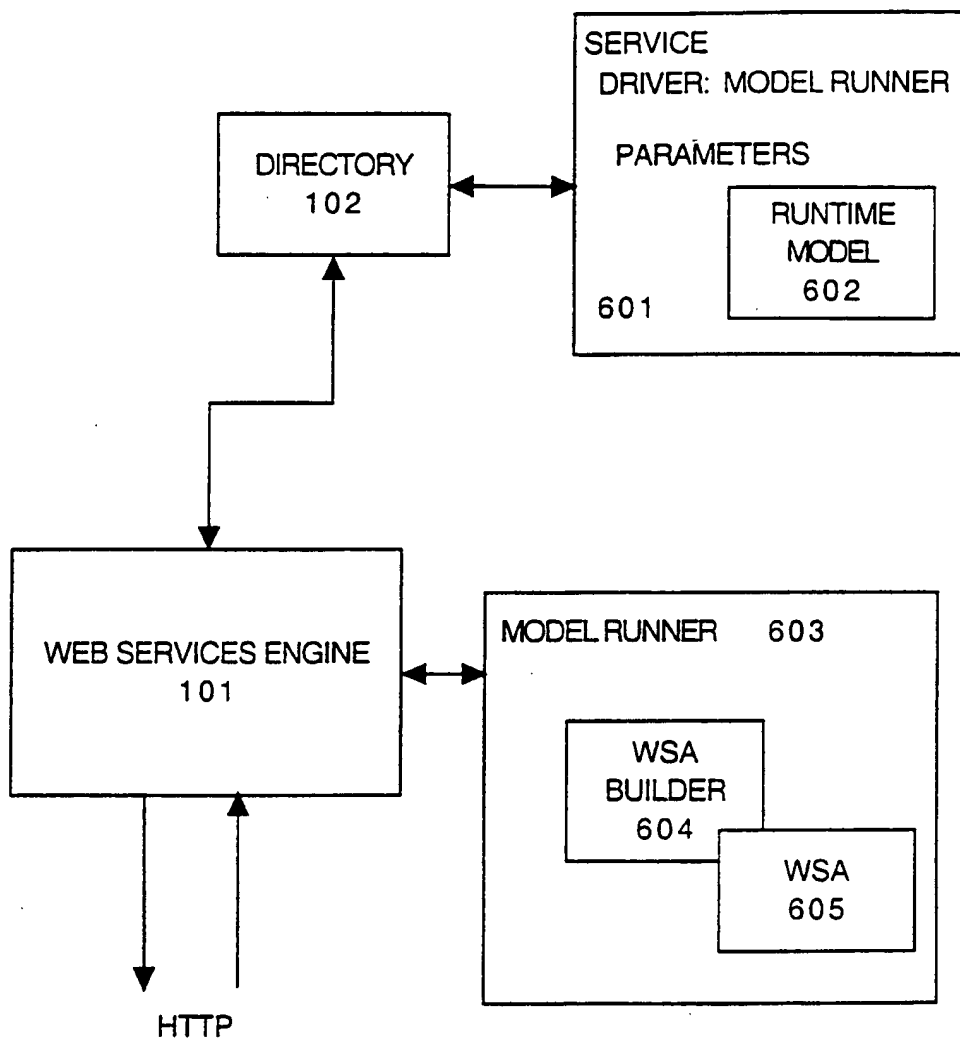 SERVICE
DRIVER: MODEL RUNNER
PARAMETERS
RUNTIME
MODEL
602
601
DIRECTORY
102
WEB SERVICES ENGINE
101
MODEL RUNNER 603
WSA
BUILDER
604
WSA
605
HTTP